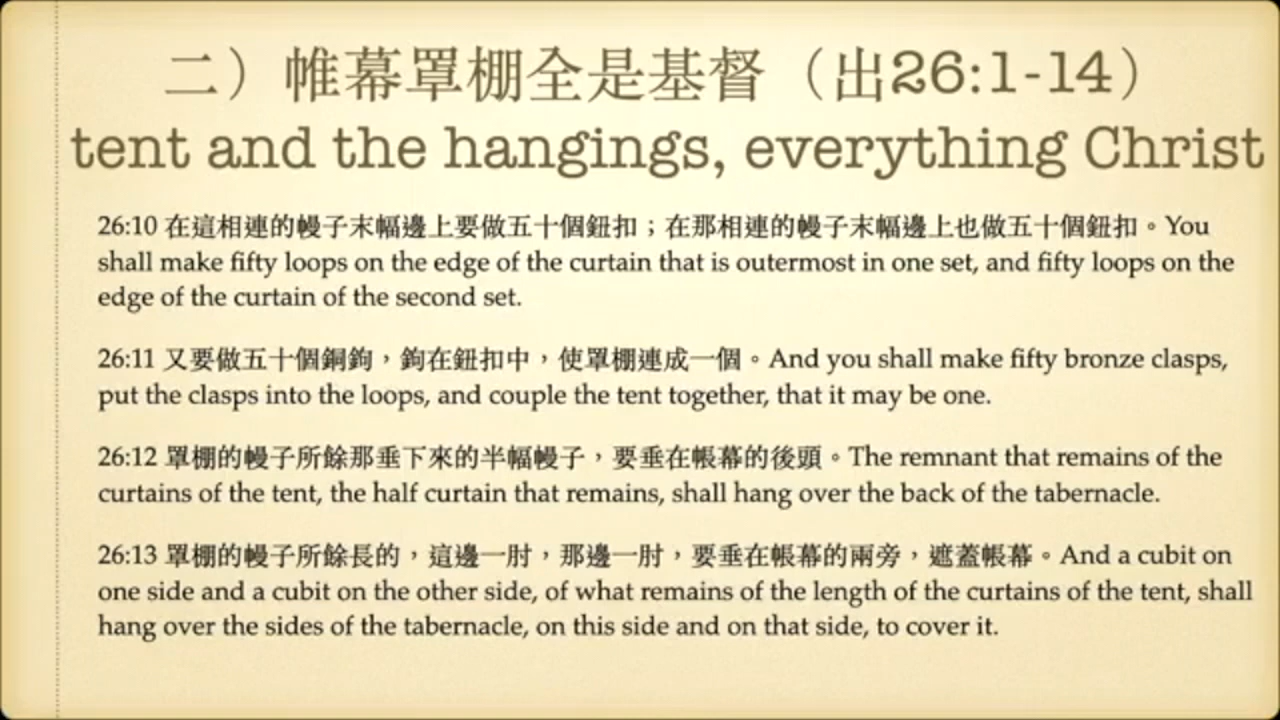 二）帷幕罩棚全是基督（出26:1-14）
tent and the hangings, everything Christ
26:10 在這相連的幔子末幅邊上要做五十個鈕扣；在那相連的幔子末幅邊上也做五十個鈕扣。You
shall make fifty loops on the edge of the curtain that is outermost in one set, and fifty loops on the
edge of the curtain of the second set.
26:11 又要做五十個銅鉤，鉤在鈕扣中，使罩棚連成一個。And you shall make fifty bronze clasps,
put the clasps into the loops, and couple the tent together, that it may be one.
26:12 罩棚的幔子所餘那垂下來的半幅幔子，要垂在帳幕的後頭。The remnant that remains of the
curtains of the tent, the half curtain that remains, shall hang over the back of the tabernacle.
26:13 罩棚的幔子所餘長的，這邊一肘，那邊一肘，要垂在帳幕的兩旁，遮蓋帳幕。And a cubit on
one side and a cubit on the other side, of what remains of the length of the curtains of the tent, shall
hang over the sides of the tabernacle, on this side and on that side, to cover it.